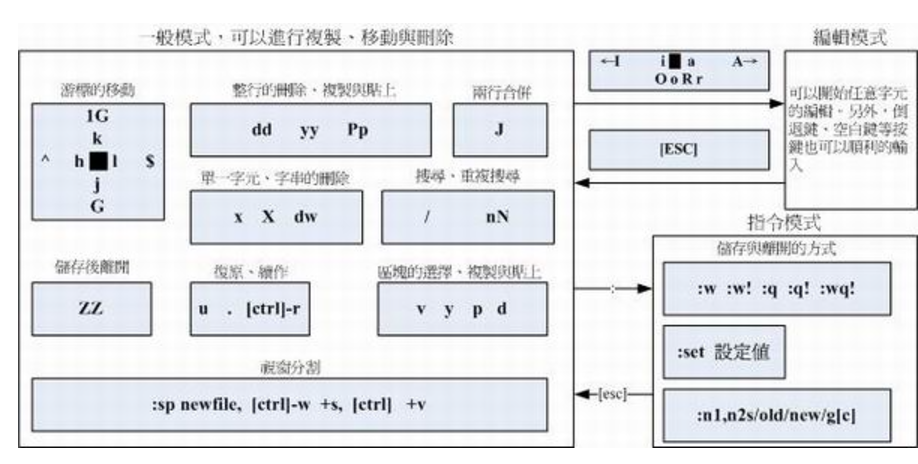 一般模式，可以進行複製、移動與刪除
編輯模式
游標的移動
1G
k
^ h l $
j
G
整行的刪除、複製與貼上
dd yy Pp
兩行合併
J
單一字元、字串的刪除
x X dw
搜尋、重複搜尋
/ nN
儲存後離開
ZZ
復原、續作
u . [ctrl]-r
區塊的選擇、複製與貼上
v y p d
視窗分割
:sp newfile, [ctrl]-w +s, [ctrl] +v
←I i a A→
O o R r
[ESC]
可以開始任意字元
的編輯。另外，倒
退鍵、空白鍵等按
鍵也可以順利的輸
入
:
[esc]
指令模式
儲存與離開的方式
:w :w! :q :q! :wq!
:set 設定值
:n1,n2s/old/new/g[c]